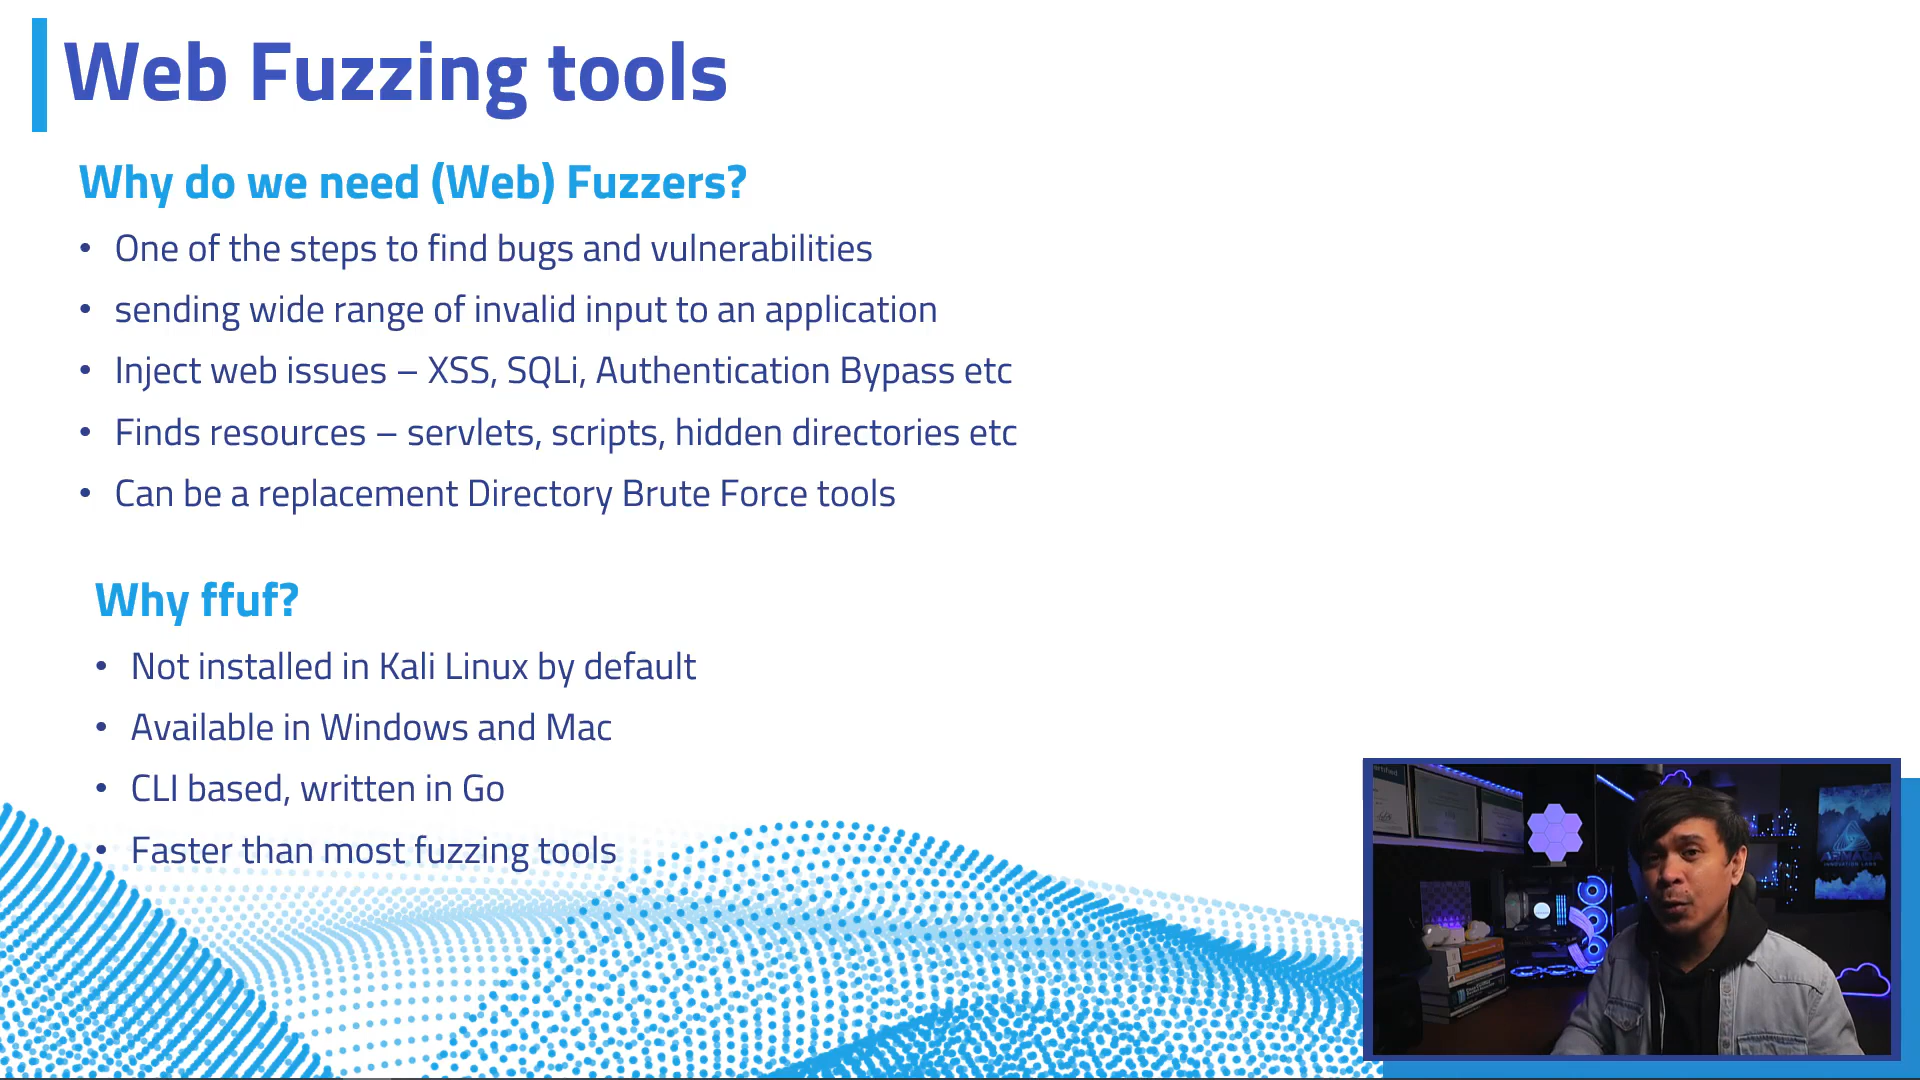 Web Fuzzing tools
Why do we need (Web) Fuzzers?
• One of the steps to find bugs and vulnerabilities
• sending wide range of invalid input to an application
• Inject web issues – XSS, SQLi, Authentication Bypass etc
• Finds resources – servlets, scripts, hidden directories etc
• Can be a replacement Directory Brute Force tools
Why ffuf?
• Not installed in Kali Linux by default
• Available in Windows and Mac
• CLI based, written in Go
• Faster than most fuzzing tools